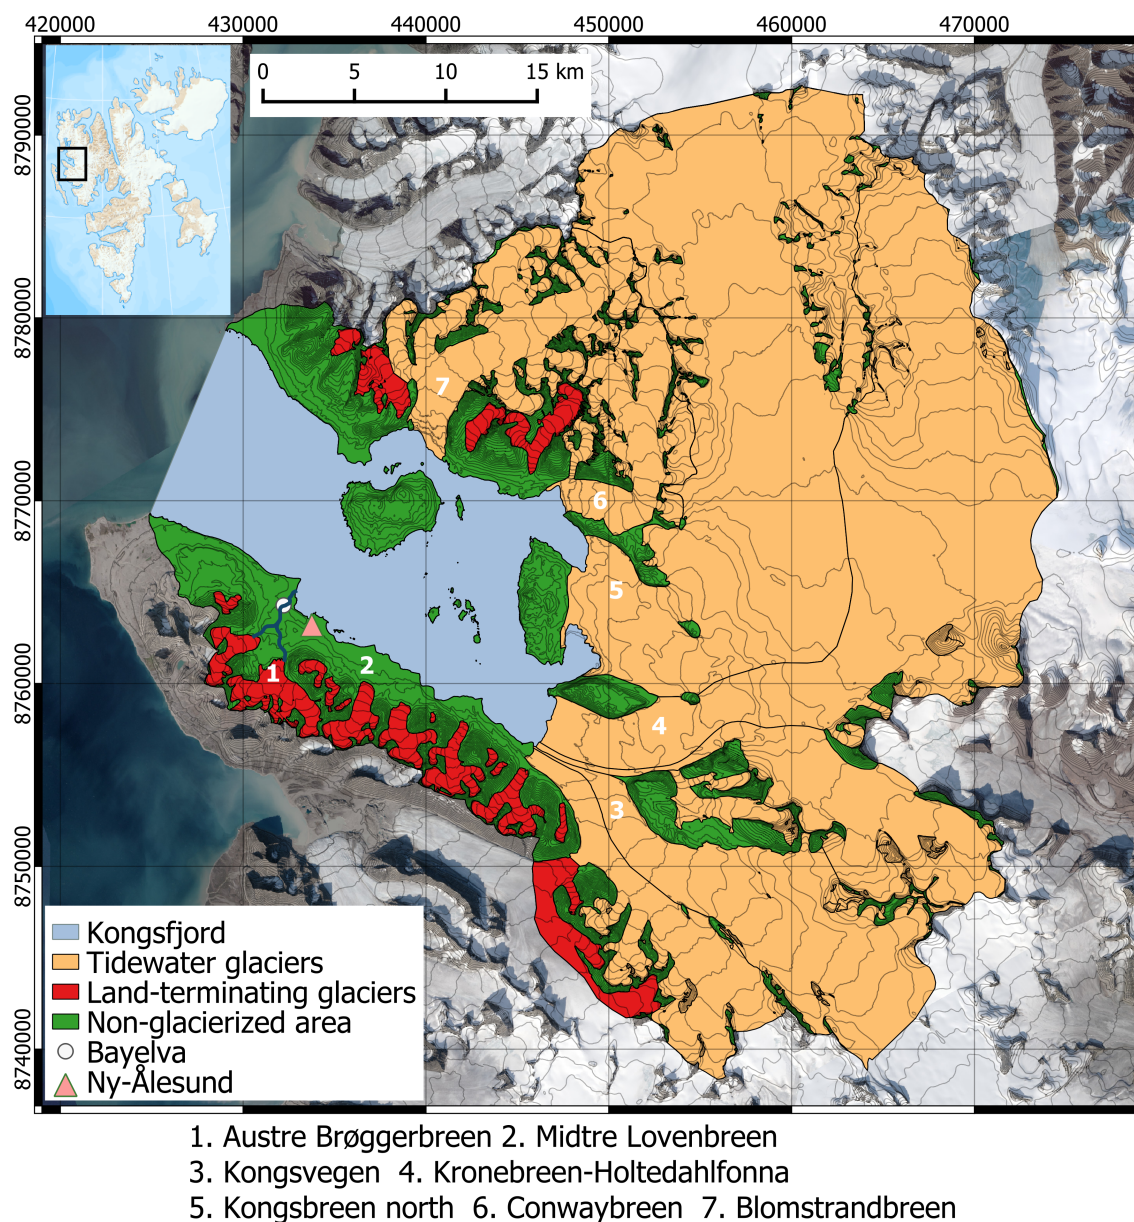 420000 430000 440000 450000 460000 470000
0 5 10 15 km
8790000
8780000
8770000
8760000
8750000
8740000
7
6
5
1
2
4
3
Kongsfjord
Tidewater glaciers
Land-terminating glaciers
Non-glacierized area
Bayelva
Ny-Ålesund
1. Austre Brøggerbreen 2. Midtre Lovenbreen
3. Kongsvegen 4. Kronebreen-Holtedahlfonna
5. Kongsbreen north 6. Conwaybreen 7. Blomstrandbreen